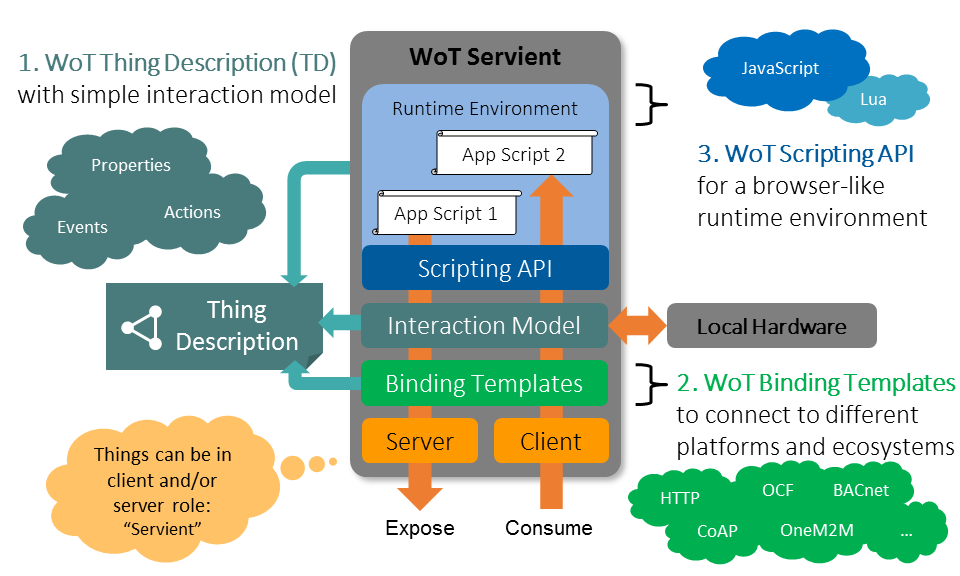 1. WoT Thing Description (TD)
with simple interaction model
Properties
Events
Actions
Thing
Description
Things can be in
client and/or
server role:
“Servient”
WoT Servient
Runtime Environment
App Script 2
App Script 1
Scripting API
Interaction Model
Binding Templates
Server
Client
Expose
Consume
JavaScript
Lua
3. WoT Scripting API
for a browser-like
runtime environment
Local Hardware
2. WoT Binding Templates
to connect to different
platforms and ecosystems
HTTP
OCF
BACnet
CoAP
OneM2M
...